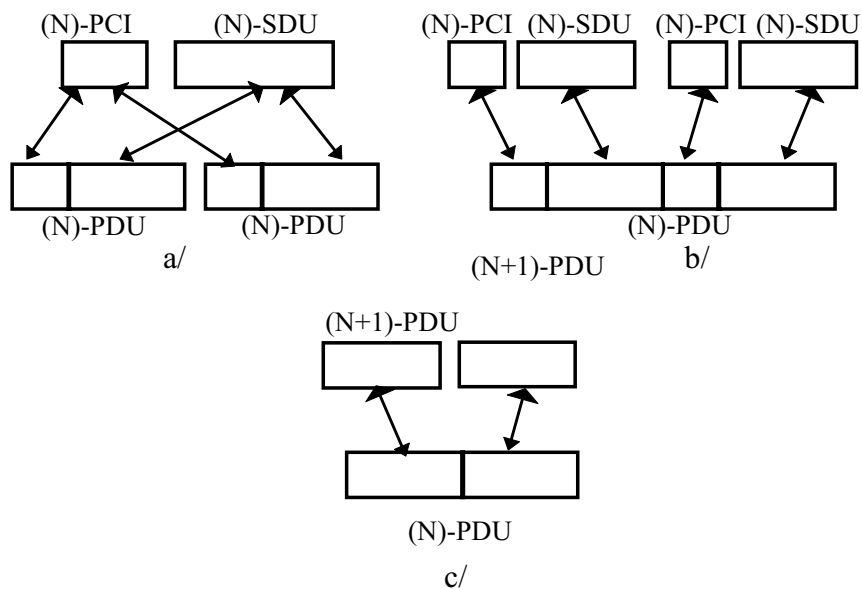 (N)-PCI (N)-SDU (N)-PCI (N)-SDU (N)-PCI (N)-SDU
(N)-PDU (N)-PDU (N)-PDU
a/ b/
(N+1)-PDU
(N+1)-PDU
(N)-PDU
c/